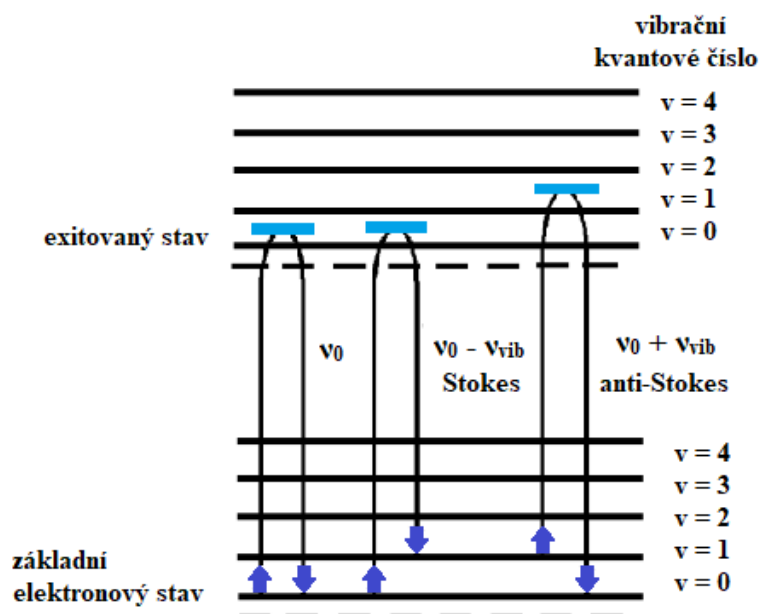 vibrační
kvantové číslo
v = 4
v = 3
v = 2
v = 1
v = 0
exitovaný stav
ν₀
ν₀ - νvib
Stokes
ν₀ + νvib
anti-Stokes
v = 4
v = 3
v = 2
v = 1
v = 0
základní
elektronový stav